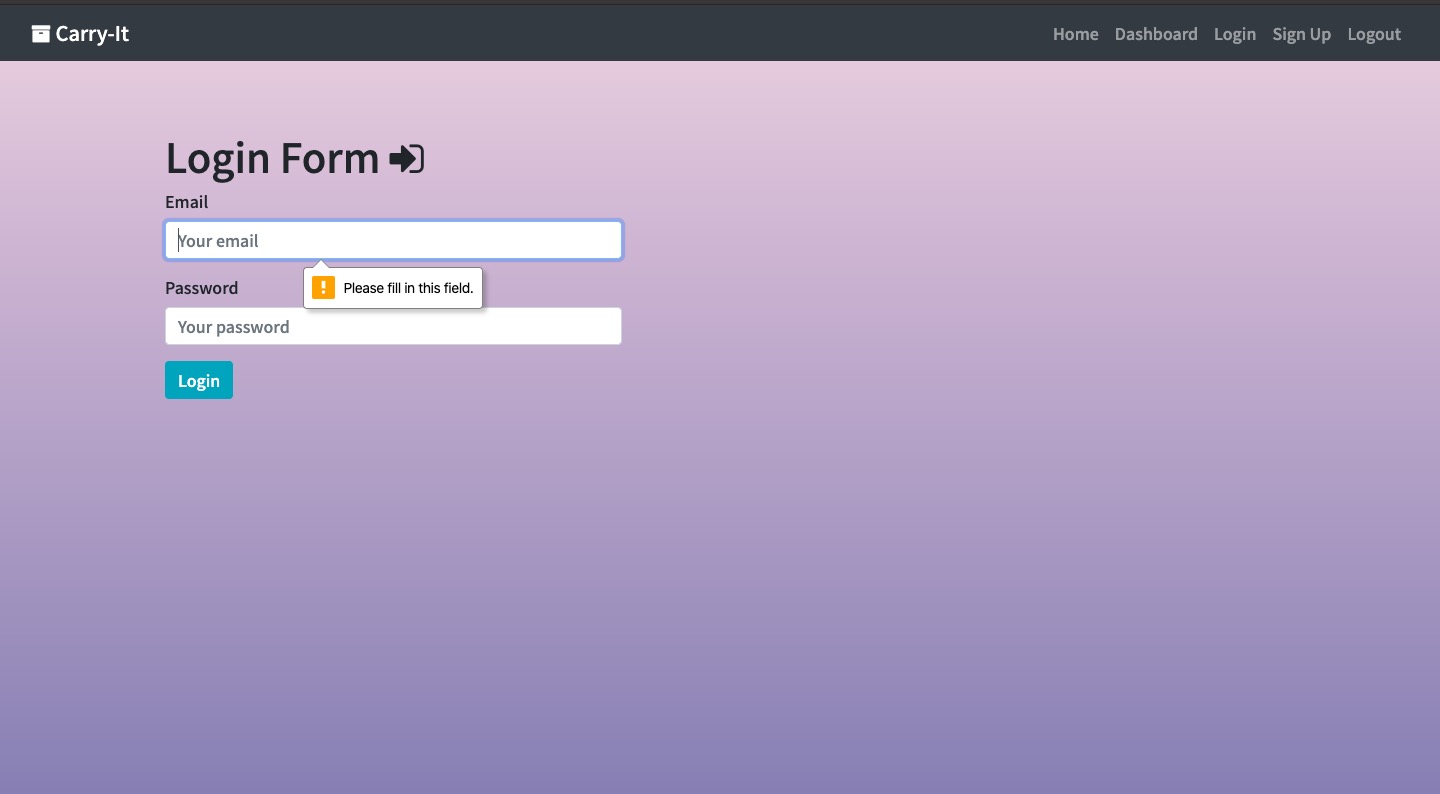 Carry-It
Home Dashboard Login Sign Up Logout
Login Form
Email
Your email
Please fill in this field.
Password
Your password
Login